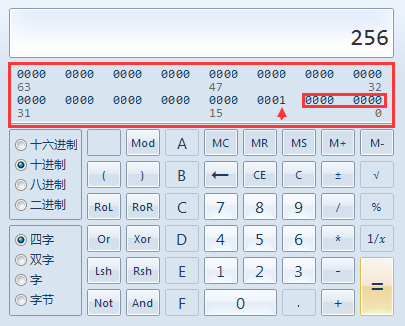 256
0000 0000 0000 0000 0000 0000 0000 0000
63 47 32
0000 0000 0000 0000 0000 0001 0000 0000
31 15 0
十六进制 Mod A MC MR MS M+ M-
十进制 ( ) B ← CE C ± √
八进制
二进制 RoL RoR C 7 8 9 / %
四字 Or Xor D 4 5 6 * 1/x
双字
字 Lsh Rsh E 1 2 3 - =
字节 Not And F 0 . +